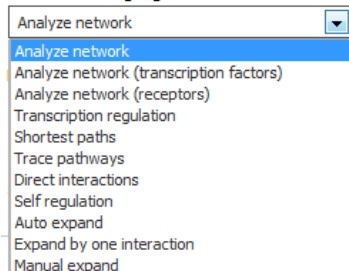 Analyze network
Analyze network
Analyze network (transcription factors)
Analyze network (receptors)
Transcription regulation
Shortest paths
Trace pathways
Direct interactions
Self regulation
Auto expand
Expand by one interaction
Manual expand